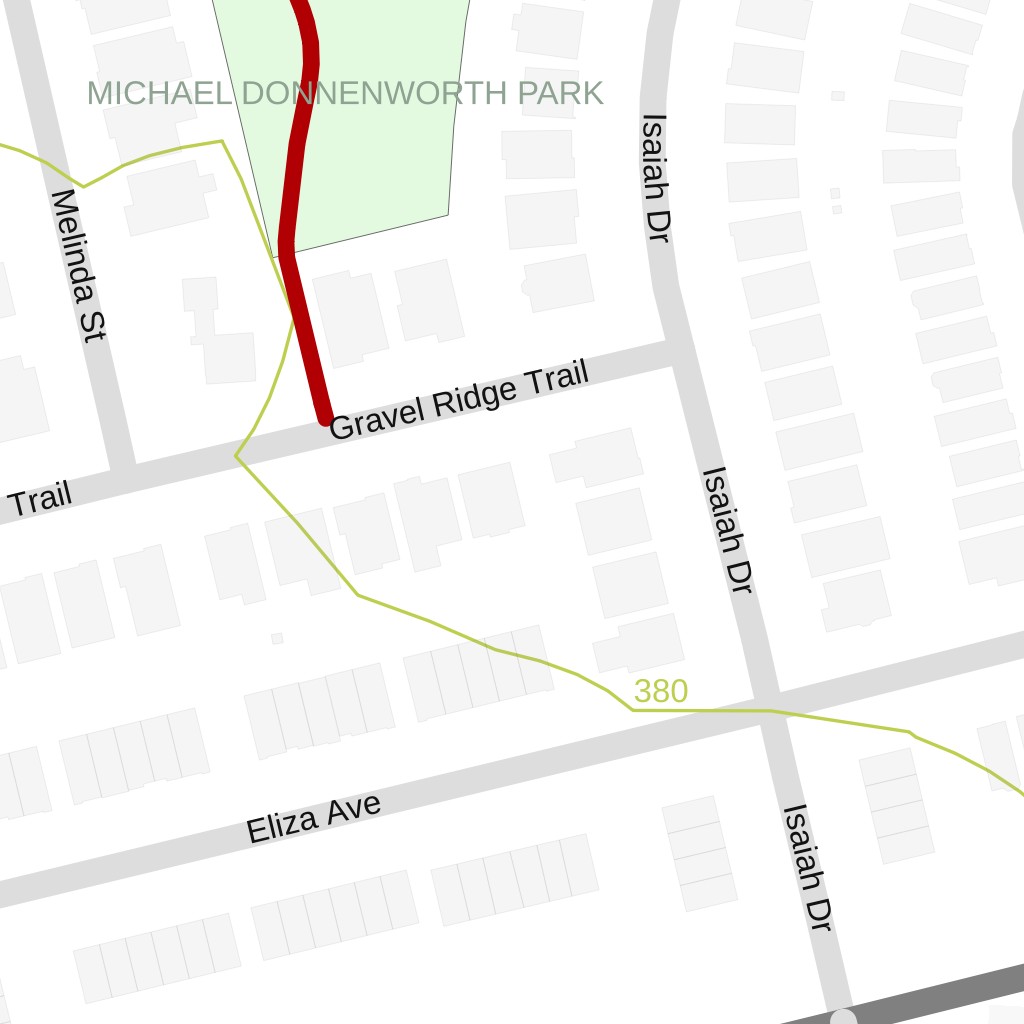 MICHAEL DONNENWORTH PARK
Isaiah Dr
Melinda St
Gravel Ridge Trail
Trail
Isaiah Dr
380
Eliza Ave
Isaiah Dr